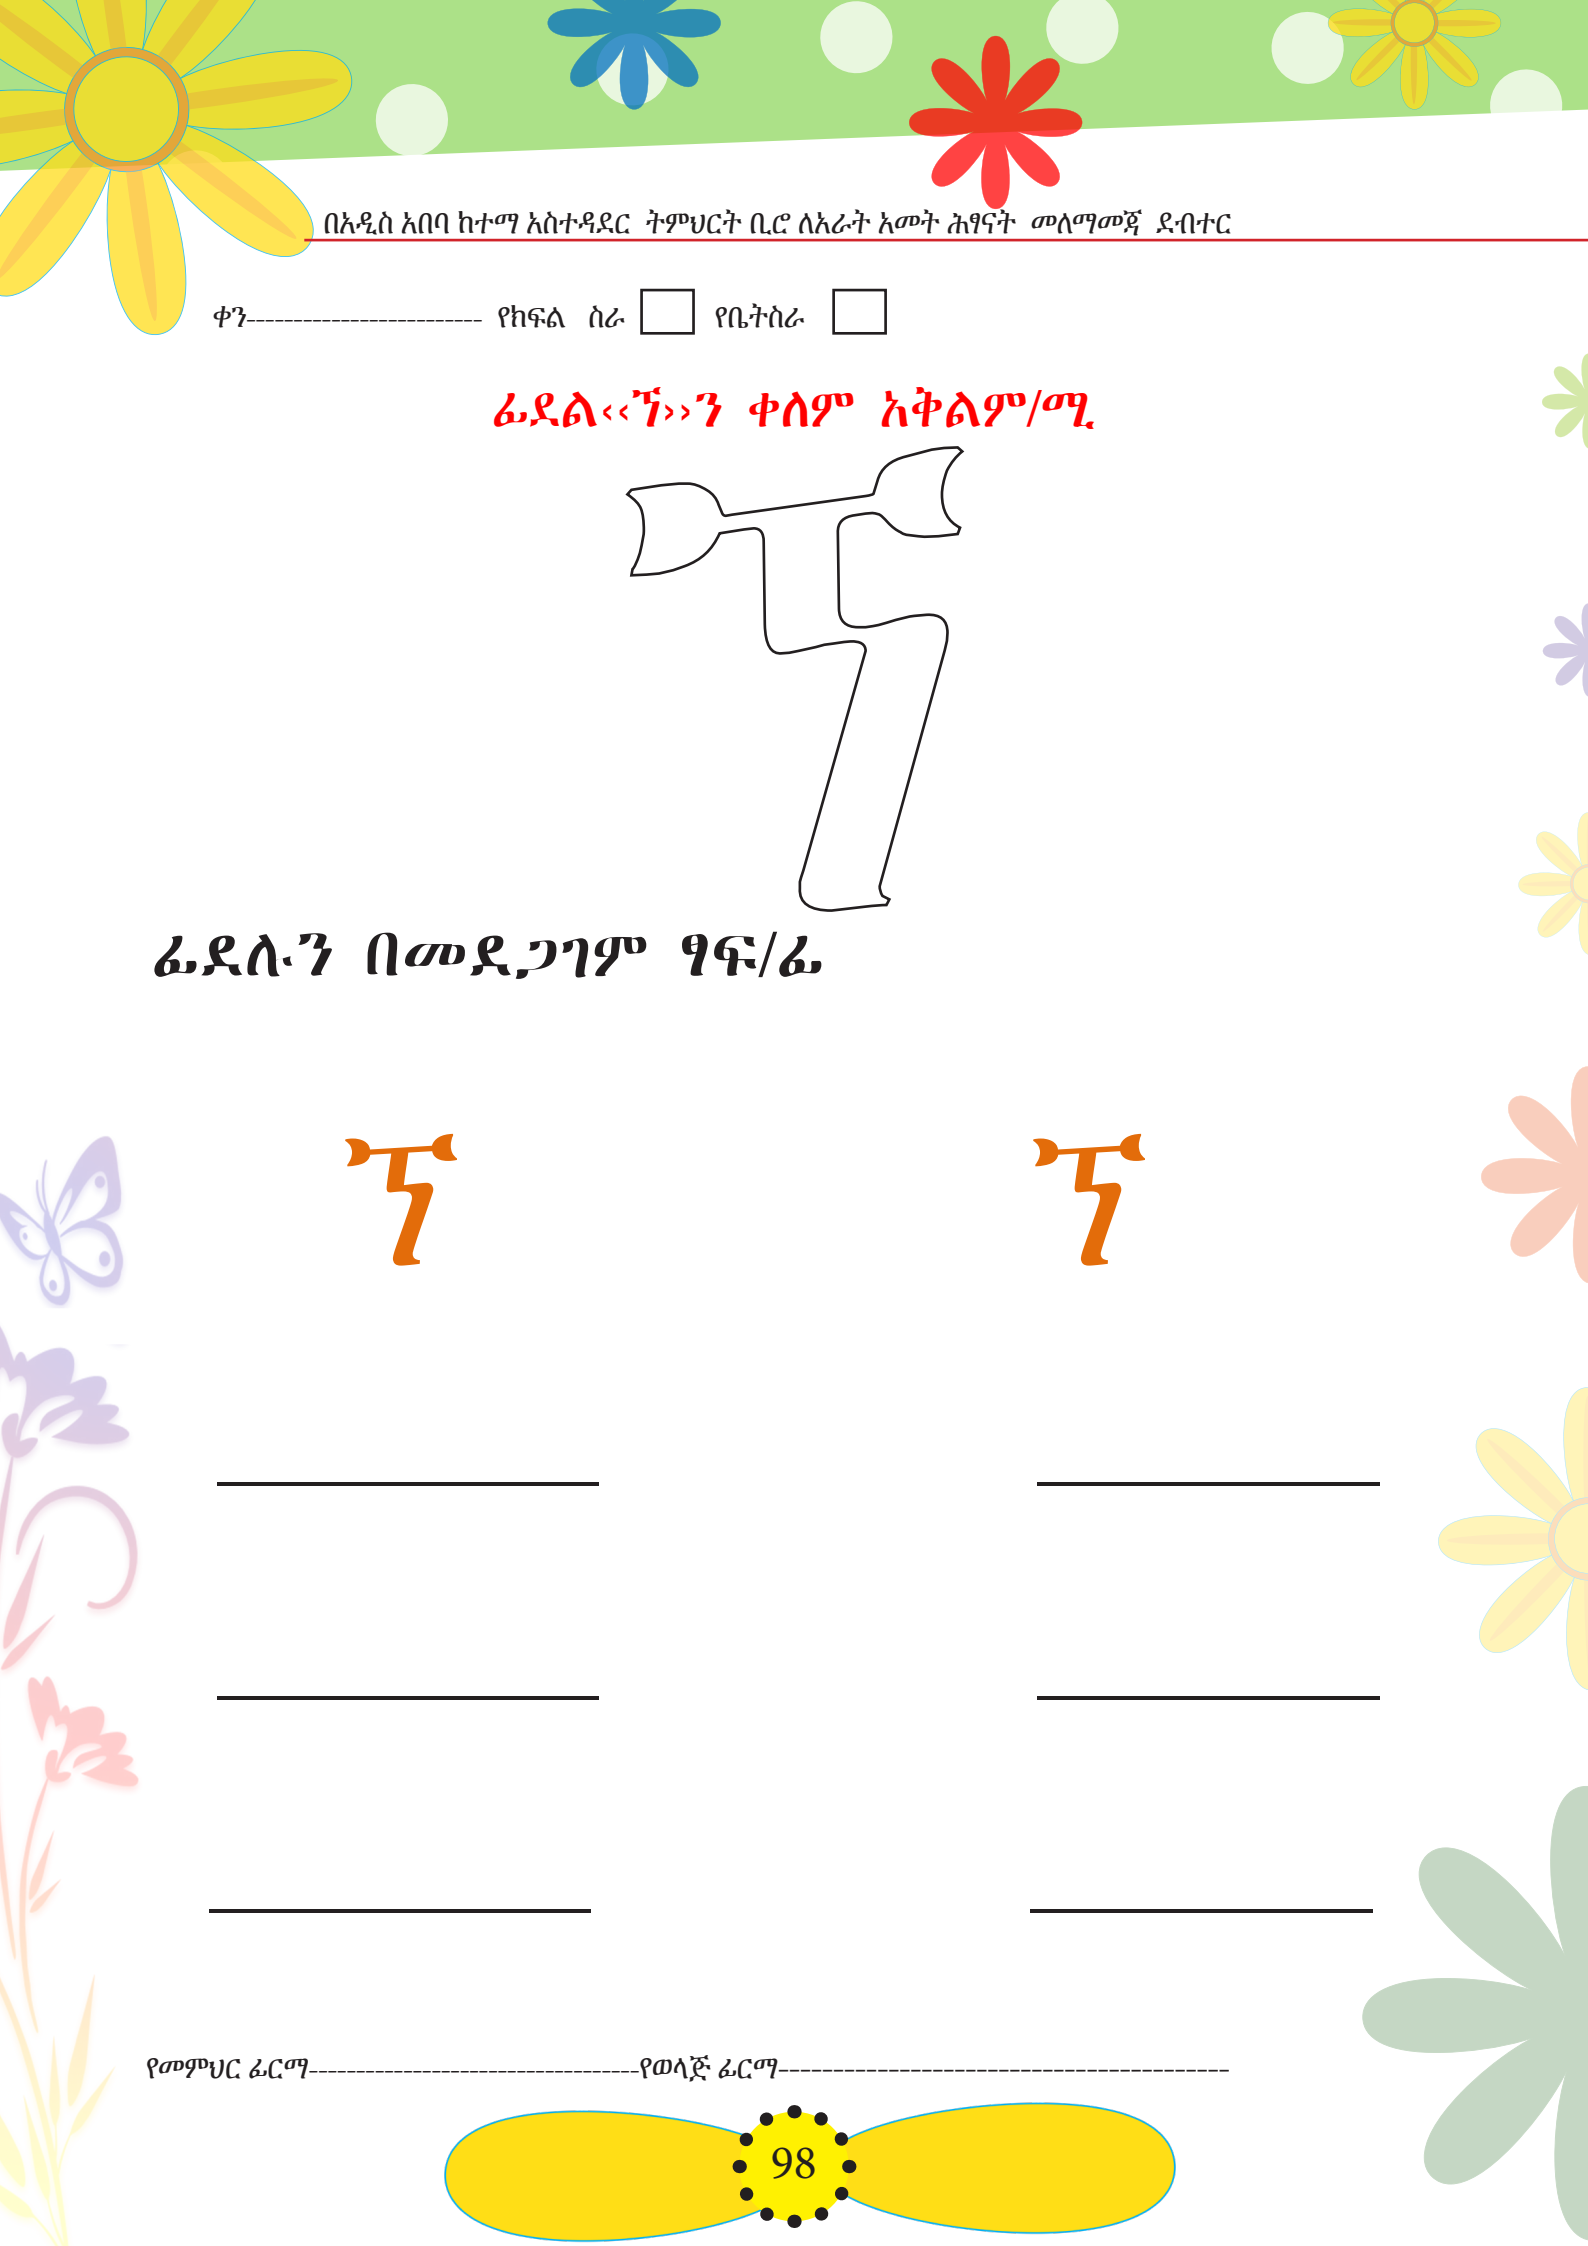 በአዲስ አበባ ከተማ አስተዳደር ትምህርት ቢሮ ለአራት አመት ሕፃናት መለማመጃ ደብተር
ቀን------------------------- የክፍል ስራ የቤትስራ
ፊደል‹‹ኘ››ን ቀለም አቅልም/ሚ
ኘ
ፊደሉን በመደጋገም ፃፍ/ፊ
ኘ ኘ
የመምህር ፊርማ-----------------------------------የወላጅ ፊርማ-----------------------------------------
98